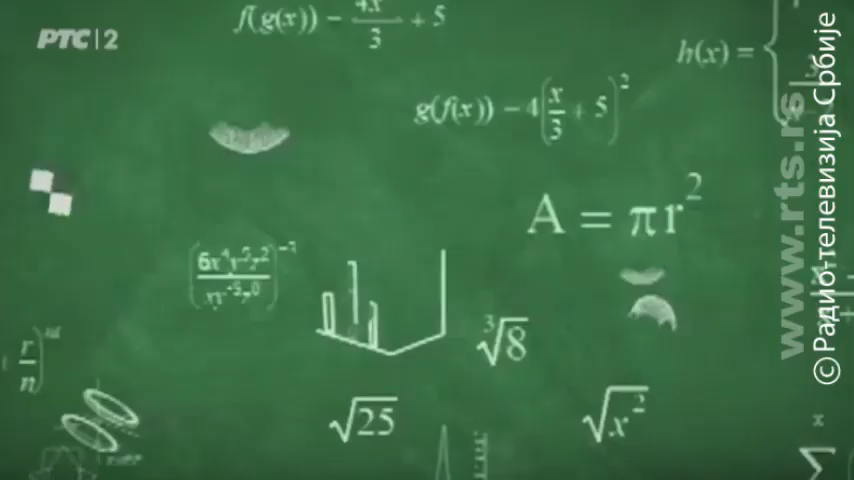 f(g(x)) − 4x/3 + 5
РТС|2
h(x) = {
g(f(x)) − 4(x/3 + 5)²
A = πr²
³√8
√25
√x²
r/n
x
Σ
www.rts.rs
© Радио-телевизија Србије